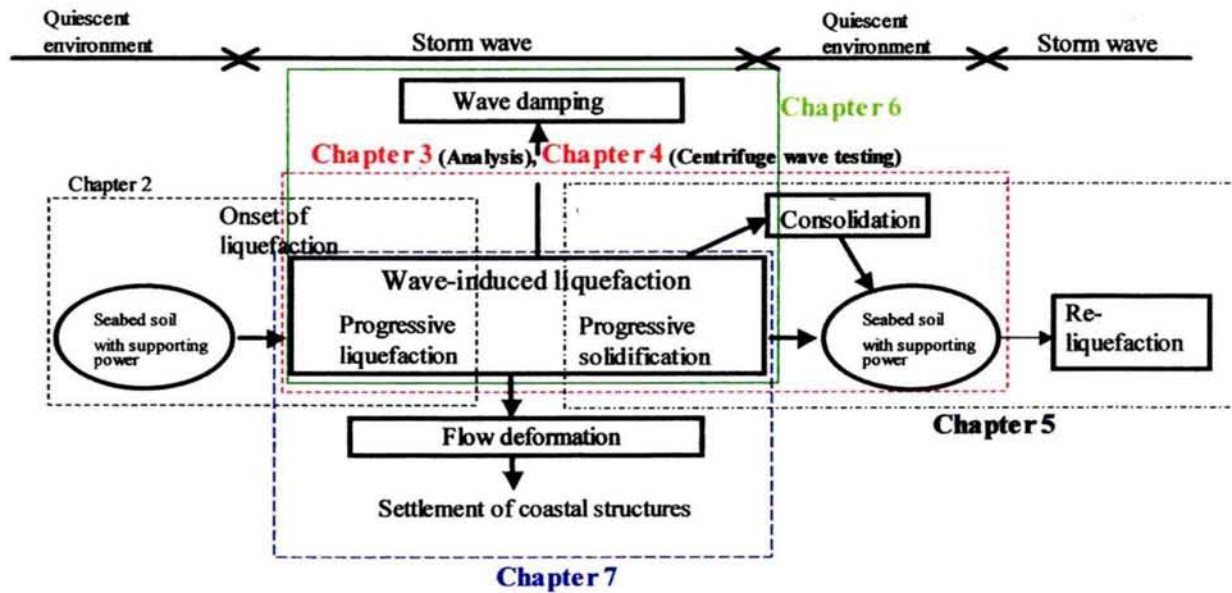 Quiescent
environment
Storm wave
Quiescent
environment
Storm wave
Wave damping
Chapter 6
Chapter 3 (Analysis), Chapter 4 (Centrifuge wave testing)
Chapter 2
Onset of
liquefaction
Consolidation
Wave-induced liquefaction
Seabed soil
with supporting
power
Progressive
liquefaction
Progressive
solidification
Seabed soil
with supporting
power
Re-
liquefaction
Chapter 5
Flow deformation
Settlement of coastal structures
Chapter 7